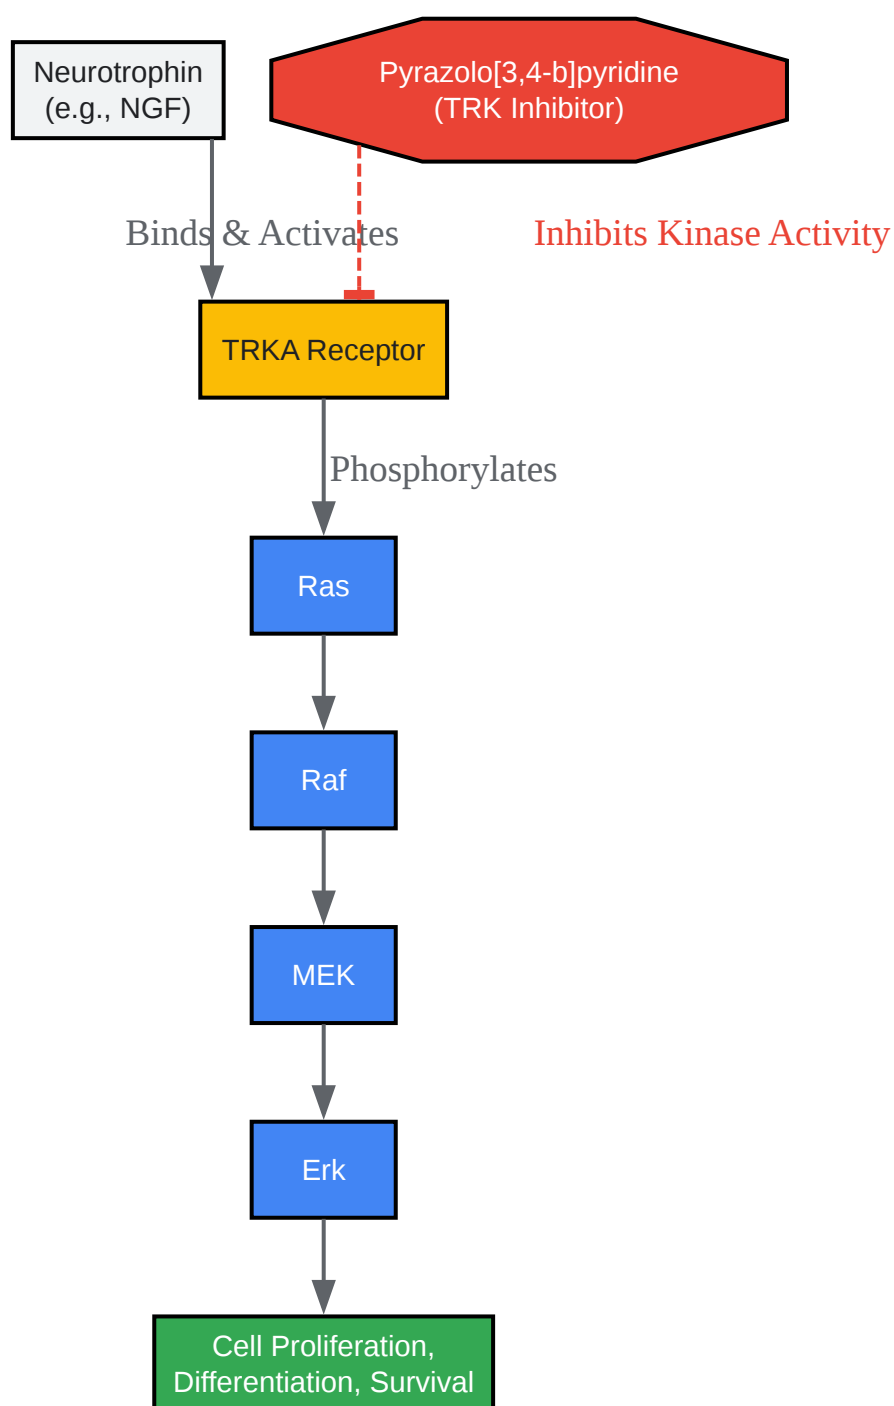 Neurotrophin
(e.g., NGF)
Pyrazolo[3,4-b]pyridine
(TRK Inhibitor)
Binds & Activates
Inhibits Kinase Activity
TRKA Receptor
Phosphorylates
Ras
Raf
MEK
Erk
Cell Proliferation,
Differentiation, Survival